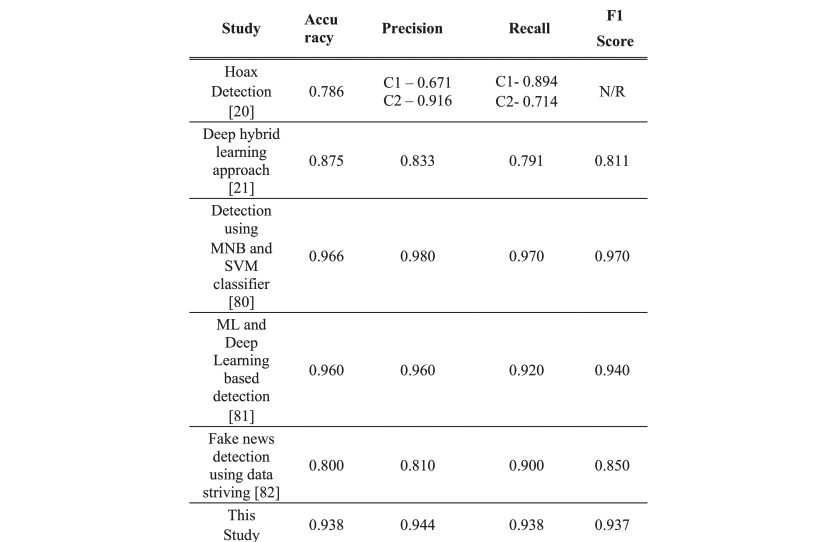 Study Accu Precision Recall F1
racy Score
Hoax
Detection 0.786 C1 – 0.671 C1- 0.894 N/R
[20] C2 – 0.916 C2- 0.714
Deep hybrid
learning
approach 0.875 0.833 0.791 0.811
[21]
Detection
using
MNB and 0.966 0.980 0.970 0.970
SVM
classifier
[80]
ML and
Deep
Learning 0.960 0.960 0.920 0.940
based
detection
[81]
Fake news
detection 0.800 0.810 0.900 0.850
using data
striving [82]
This 0.938 0.944 0.938 0.937
Study